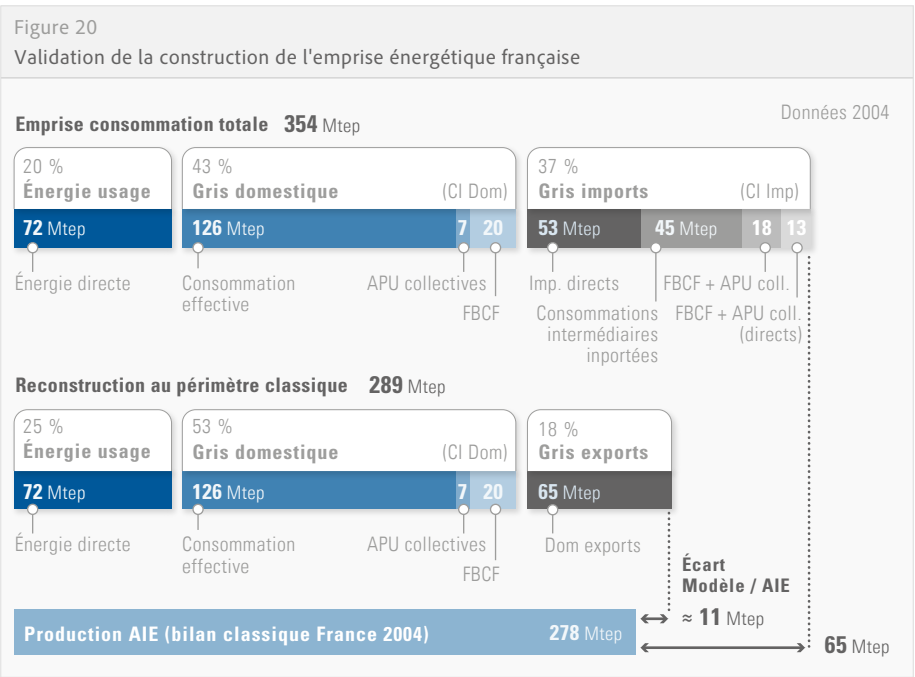 Figure 20
Validation de la construction de l'emprise énergétique française
Données 2004
Emprise consommation totale 354 Mtep
20 % 43 % 37 %
Énergie usage Gris domestique (CI Dom) Gris imports (CI Imp)
72 Mtep 126 Mtep 7 20 53 Mtep 45 Mtep 18 13
Énergie directe Consommation effective APU collectives FBCF Imp. directs Consommations intermédiaires inportées FBCF + APU coll. FBCF + APU coll. (directs)
Reconstruction au périmètre classique 289 Mtep
25 % 53 % 18 %
Énergie usage Gris domestique (CI Dom) Gris exports
72 Mtep 126 Mtep 7 20 65 Mtep
Énergie directe Consommation effective APU collectives FBCF Dom exports
Écart
Modèle / AIE
≈ 11 Mtep
Production AIE (bilan classique France 2004) 278 Mtep
65 Mtep